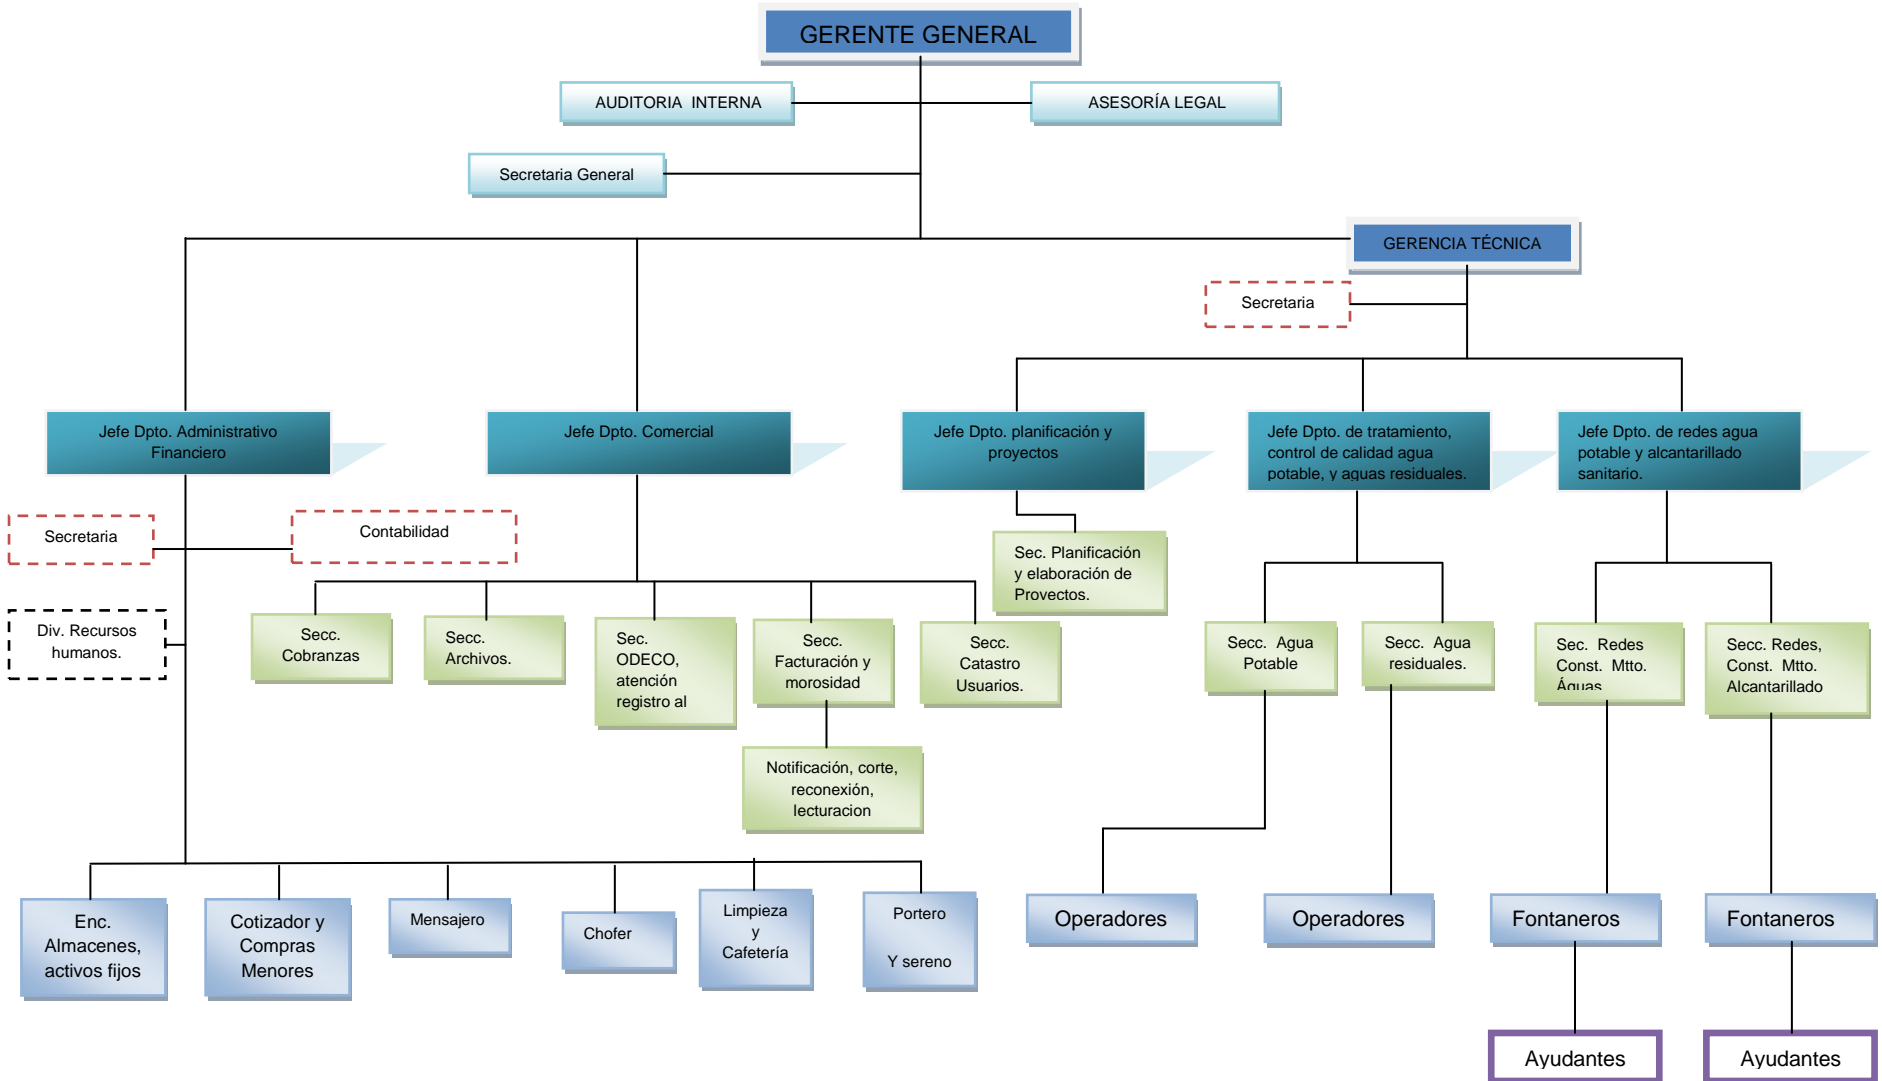 GERENTE GENERAL
AUDITORIA INTERNA
ASESORÍA LEGAL
Secretaria General
GERENCIA TÉCNICA
Secretaria
Jefe Dpto. Administrativo
Financiero
Jefe Dpto. Comercial
Jefe Dpto. planificación y
proyectos
Jefe Dpto. de tratamiento,
control de calidad agua
potable, y aguas residuales.
Jefe Dpto. de redes agua
potable y alcantarillado
sanitario.
Secretaria
Contabilidad
Sec. Planificación
y elaboración de
Proyectos.
Div. Recursos
humanos.
Secc.
Cobranzas
Secc.
Archivos.
Sec.
ODECO,
atención
registro al
Secc.
Facturación y
morosidad
Secc.
Catastro
Usuarios.
Secc. Agua
Potable
Secc. Agua
residuales.
Sec. Redes
Const. Mtto.
Águas
Secc. Redes,
Const. Mtto.
Alcantarillado
Notificación, corte,
reconexión,
lecturacion
Enc.
Almacenes,
activos fijos
Cotizador y
Compras
Menores
Mensajero
Chofer
Limpieza
y
Cafetería
Portero
Y sereno
Operadores
Operadores
Fontaneros
Fontaneros
Ayudantes
Ayudantes